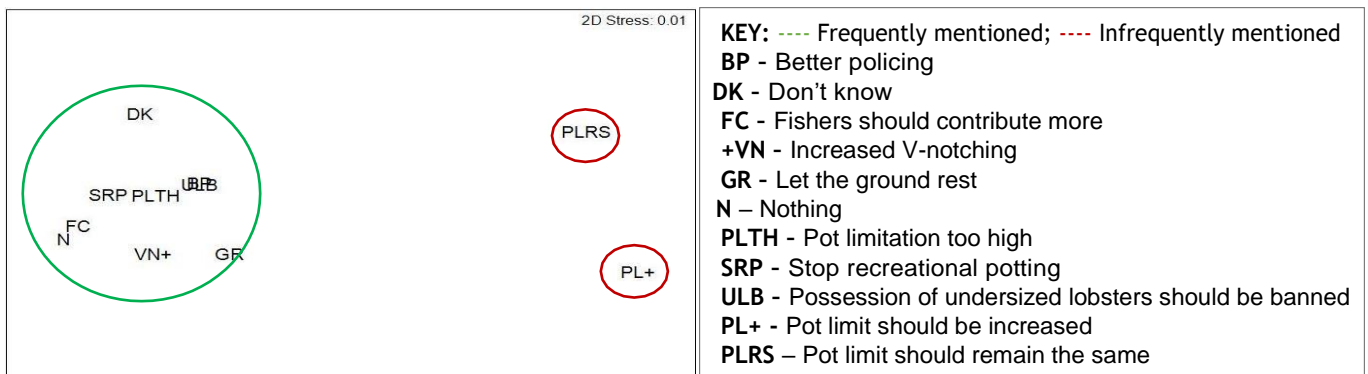 2D Stress: 0.01
DK
PLRS
SRP PLTH ULB BP
FC
N
VN+ GR
PL+
KEY: ---- Frequently mentioned; ---- Infrequently mentioned
BP - Better policing
DK - Don't know
FC - Fishers should contribute more
+VN - Increased V-notching
GR - Let the ground rest
N – Nothing
PLTH - Pot limitation too high
SRP - Stop recreational potting
ULB - Possession of undersized lobsters should be banned
PL+ - Pot limit should be increased
PLRS – Pot limit should remain the same